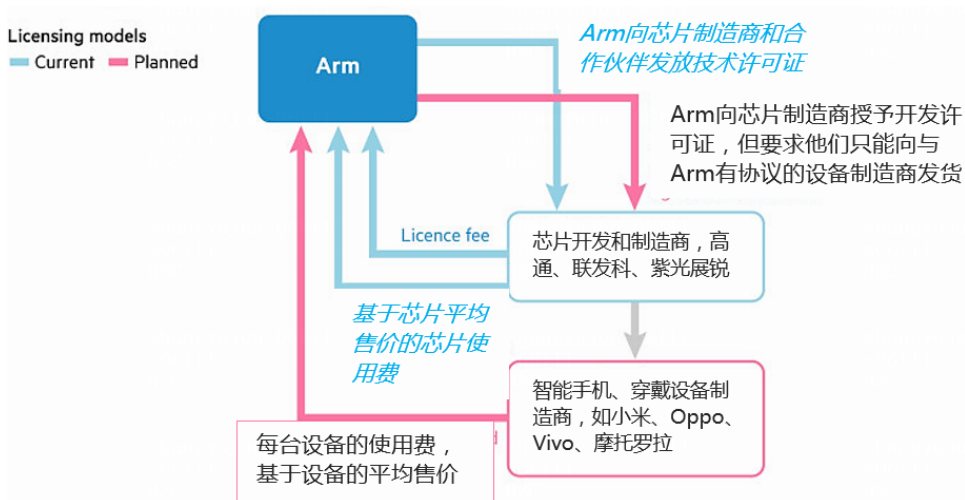 Licensing models
Current Planned
Arm
Arm向芯片制造商和合
作伙伴发放技术许可证
Arm向芯片制造商授予开发许
可证，但要求他们只能向与
Arm有协议的设备制造商发货
Licence fee
芯片开发和制造商，高
通、联发科、紫光展锐
基于芯片平均
售价的芯片使
用费
智能手机、穿戴设备制
造商，如小米、Oppo、
Vivo、摩托罗拉
每台设备的使用费，
基于设备的平均售价